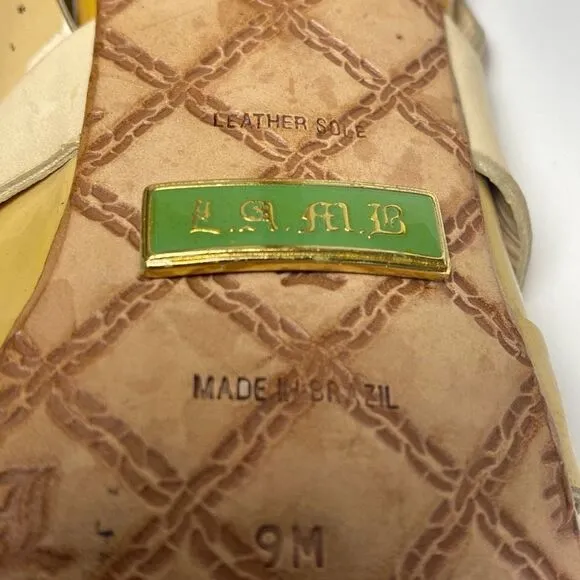 LEATHER SOLE
L.A.M.B
MADE IN BRAZIL
9M